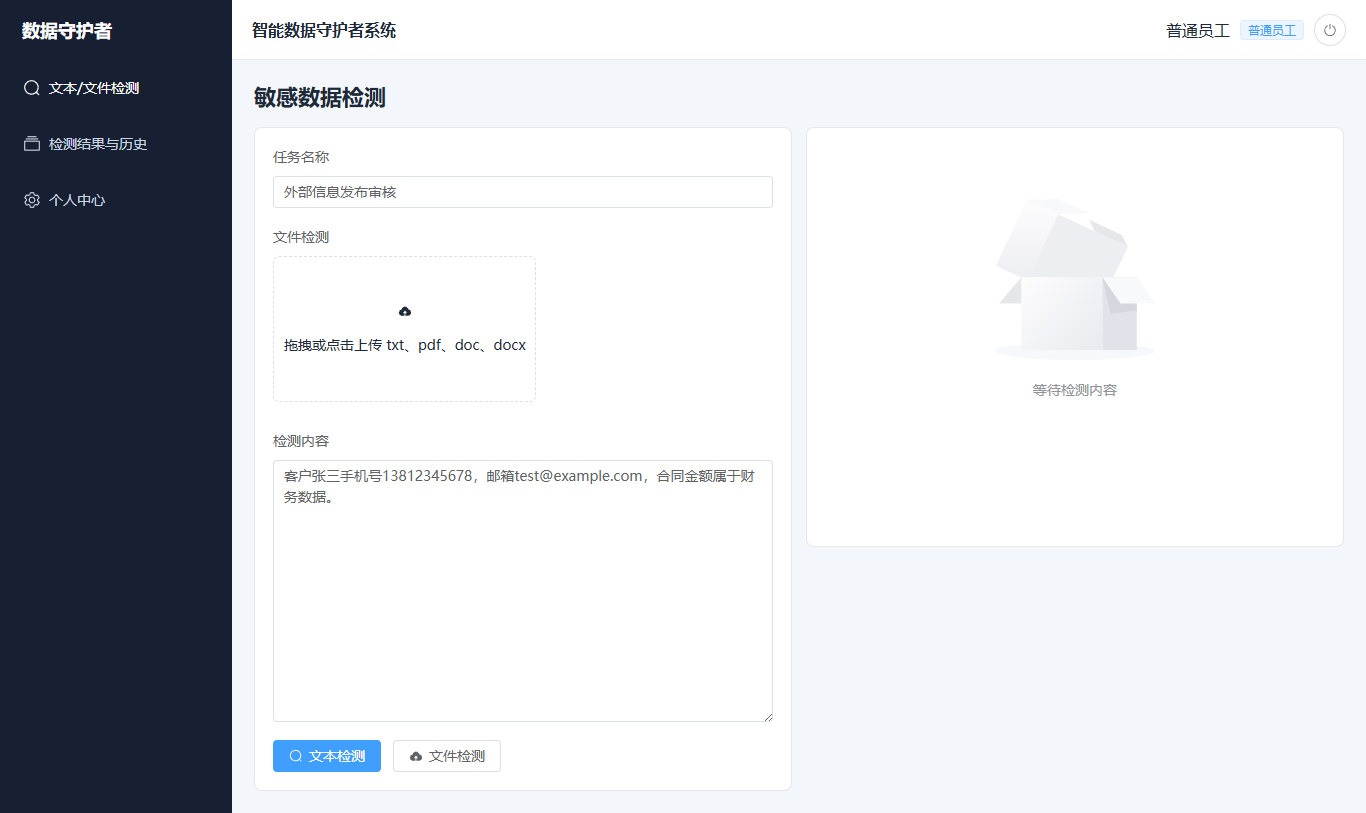 数据守护者
文本/文件检测
检测结果与历史
个人中心
智能数据守护者系统
普通员工
普通员工
敏感数据检测
任务名称
外部信息发布审核
文件检测
拖拽或点击上传 txt、pdf、doc、docx
检测内容
客户张三手机号13812345678，邮箱test@example.com，合同金额属于财
务数据。
文本检测
文件检测
等待检测内容